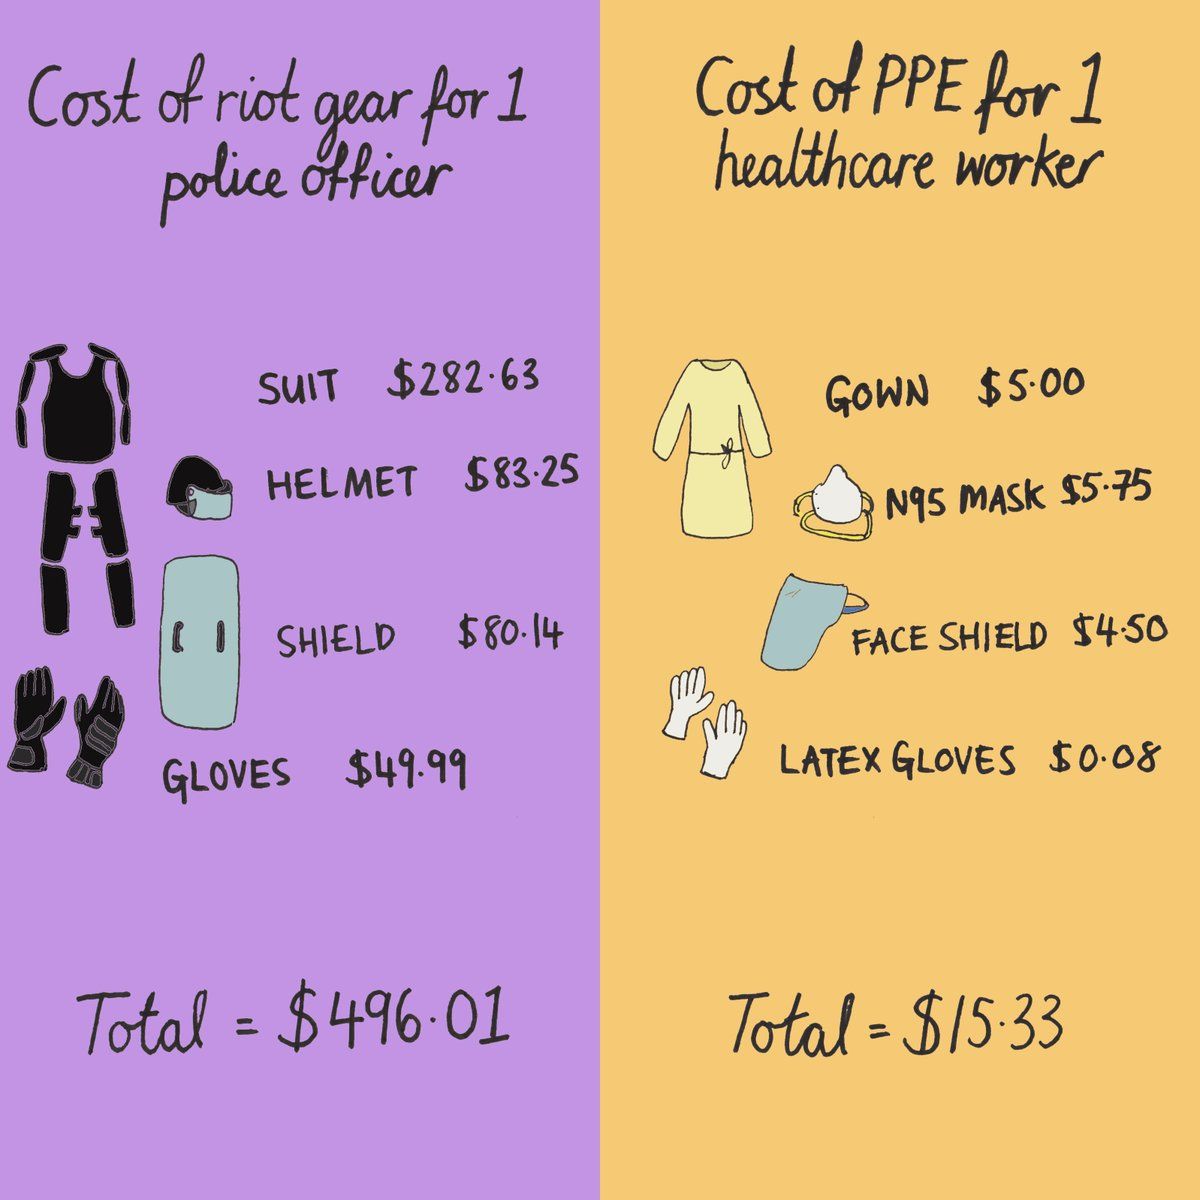 Cost of riot gear for 1
police officer
SUIT $282.63
HELMET $83.25
SHIELD $80.14
GLOVES $49.99
Total = $496.01
Cost of PPE for 1
healthcare worker
GOWN $5.00
N95 MASK $5.75
FACE SHIELD $4.50
LATEX GLOVES $0.08
Total = $15.33